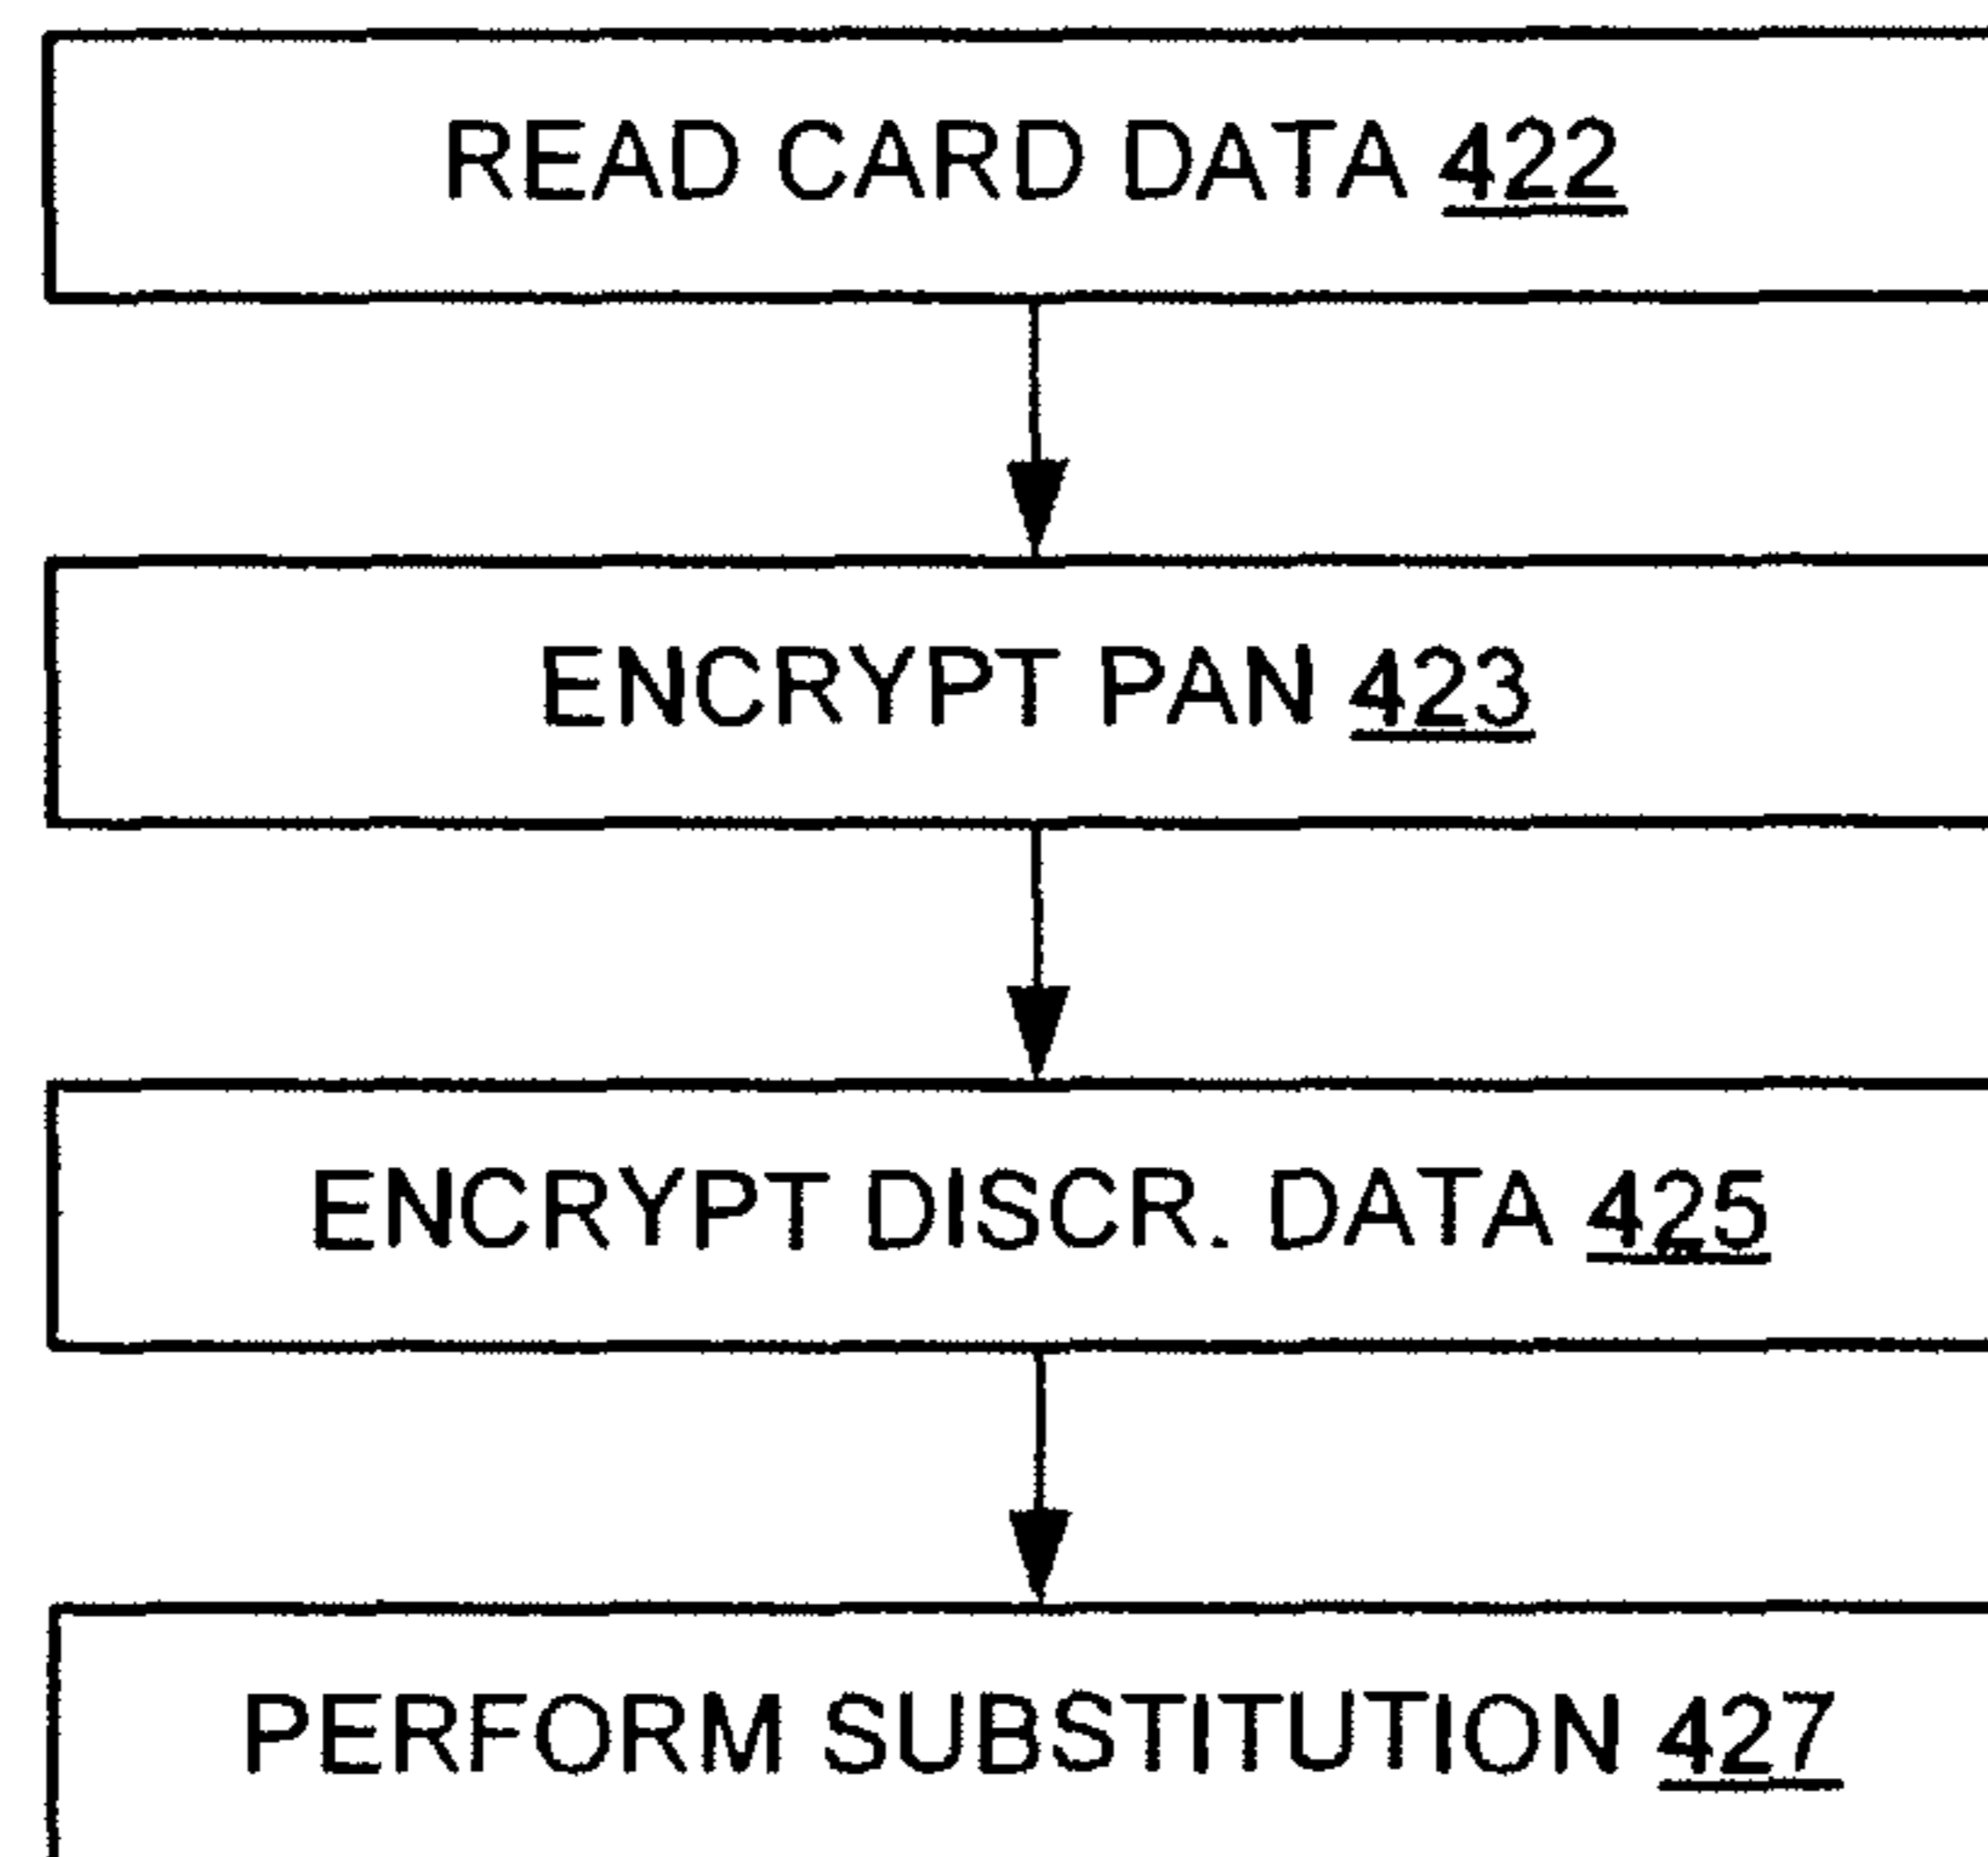 READ CARD DATA 422
ENCRYPT PAN 423
ENCRYPT DISCR. DATA 425
PERFORM SUBSTITUTION 427